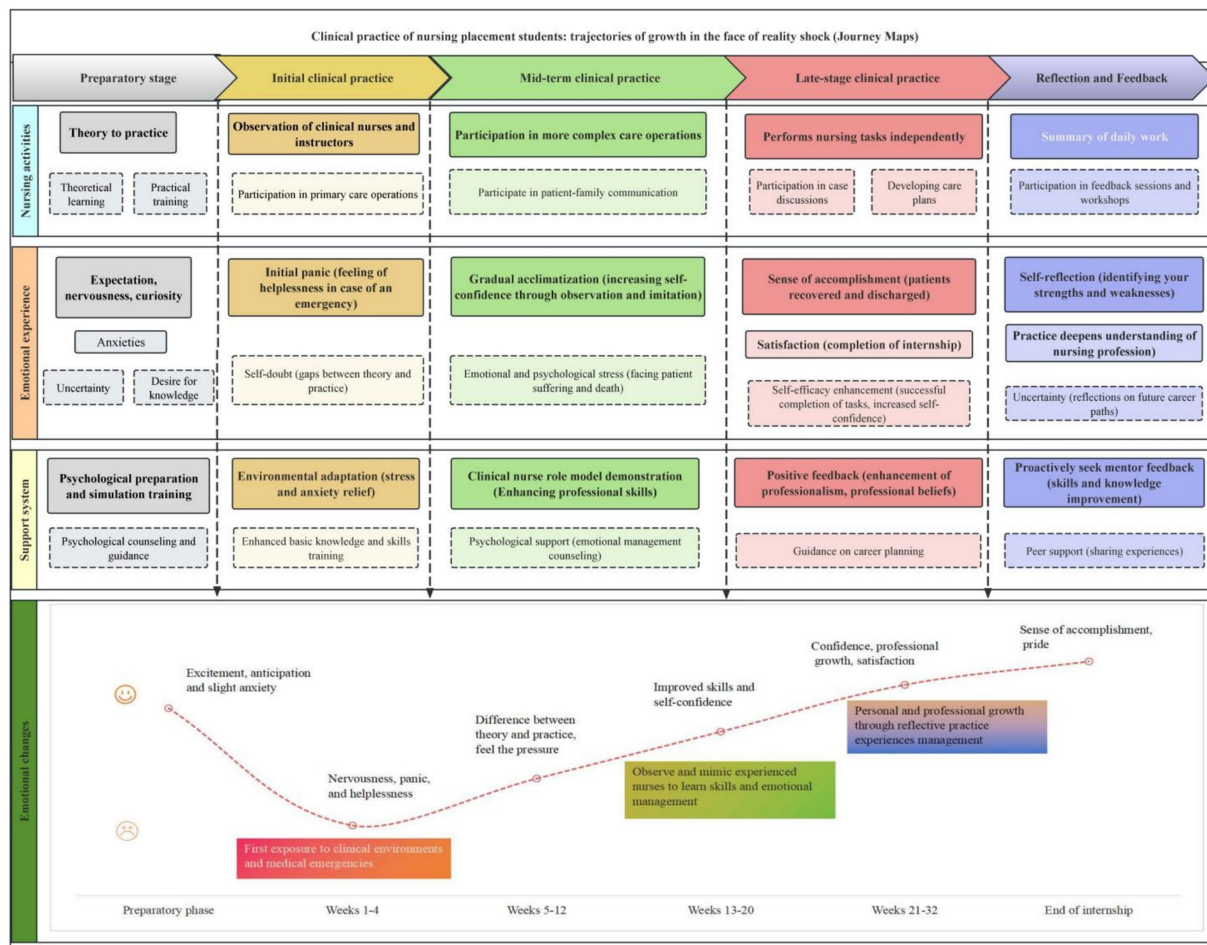 Clinical practice of nursing placement students: trajectories of growth in the face of reality shock (Journey Maps)
Preparatory stage
Initial clinical practice
Mid-term clinical practice
Late-stage clinical practice
Reflection and Feedback
Nursing activities
Theory to practice
Theoretical
learning
Practical
training
Observation of clinical nurses and
instructors
Participation in primary care operations
Participation in more complex care operations
Participate in patient-family communication
Performs nursing tasks independently
Participation in case
discussions
Developing care
plans
Summary of daily work
Participation in feedback sessions and
workshops
Emotional experience
Expectation,
nervousness, curiosity
Anxieties
Uncertainty
Desire for
knowledge
Initial panic (feeling of
helplessness in case of an
emergency)
Self-doubt (gaps between theory and
practice)
Gradual acclimatization (increasing self-
confidence through observation and imitation)
Emotional and psychological stress (facing patient
suffering and death)
Sense of accomplishment (patients
recovered and discharged)
Satisfaction (completion of internship)
Self-efficacy enhancement (successful
completion of tasks, increased self-
confidence)
Self-reflection (identifying your
strengths and weaknesses)
Practice deepens understanding of
nursing profession)
Uncertainty (reflections on future career
paths)
Support system
Psychological preparation
and simulation training
Psychological counseling and
guidance
Environmental adaptation (stress
and anxiety relief)
Enhanced basic knowledge and skills
training
Clinical nurse role model demonstration
(Enhancing professional skills)
Psychological support (emotional management
counseling)
Positive feedback (enhancement of
professionalism, professional beliefs)
Guidance on career planning
Proactively seek mentor feedback
(skills and knowledge
improvement)
Peer support (sharing experiences)
Emotional changes
Excitement, anticipation
and slight anxiety
Nervousness, panic,
and helplessness
First exposure to clinical environments
and medical emergencies
Difference between
theory and practice,
feel the pressure
Improved skills and
self-confidence
Observe and mimic experienced
nurses to learn skills and emotional
management
Confidence, professional
growth, satisfaction
Personal and professional growth
through reflective practice
experiences management
Sense of accomplishment,
pride
Preparatory phase
Weeks 1-4
Weeks 5-12
Weeks 13-20
Weeks 21-32
End of internship